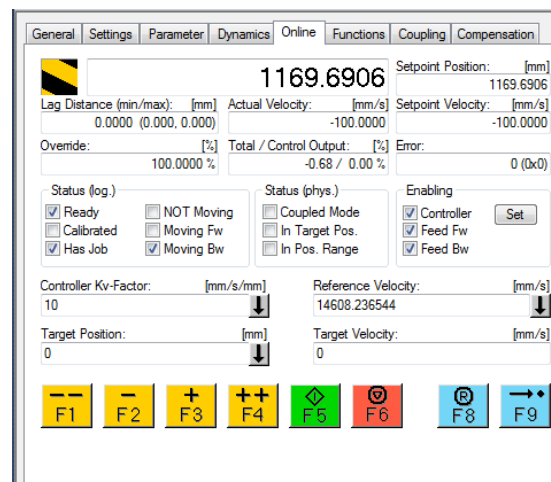 General Settings Parameter Dynamics Online Functions Coupling Compensation
1169.6906
Setpoint Position: [mm]
1169.6906
Lag Distance (min/max): [mm] Actual Velocity: [mm/s] Setpoint Velocity: [mm/s]
0.0000 (0.000, 0.000) -100.0000 -100.0000
Override: [%] Total / Control Output: [%] Error:
100.0000 % -0.68 / 0.00 % 0 (0x0)
Status (log.) Status (phys.) Enabling
Ready NOT Moving Coupled Mode Controller Set
Calibrated Moving Fw In Target Pos. Feed Fw
Has Job Moving Bw In Pos. Range Feed Bw
Controller Kv-Factor: [mm/s/mm] Reference Velocity: [mm/s]
10 14608.236544
Target Position: [mm] Target Velocity: [mm/s]
0 0
-- - + ++ ®
F1 F2 F3 F4 F5 F6 F8 F9